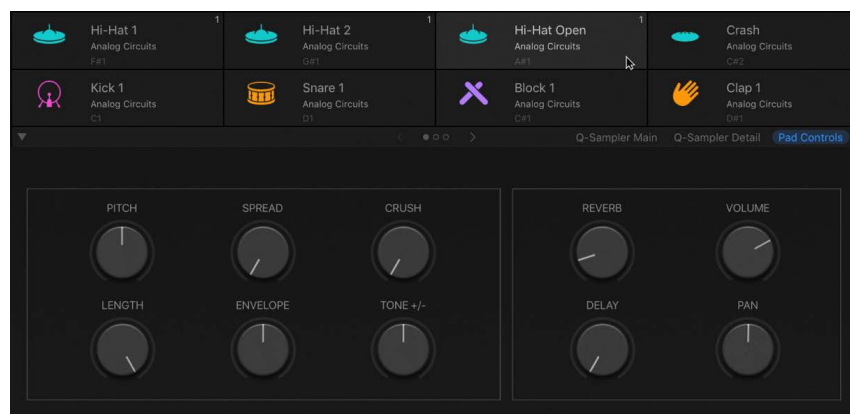 Hi-Hat 1
1
Analog Circuits
F#1
Hi-Hat 2
1
Analog Circuits
G#1
Hi-Hat Open
1
Analog Circuits
A#1
Crash
Analog Circuits
C#2
Kick 1
Analog Circuits
C1
Snare 1
Analog Circuits
D1
Block 1
Analog Circuits
C#1
Clap 1
Analog Circuits
D#1
Q-Sampler Main Q-Sampler Detail Pad Controls
PITCH SPREAD CRUSH REVERB VOLUME
LENGTH ENVELOPE TONE +/- DELAY PAN